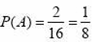 P(A) = 2/16 = 1/8